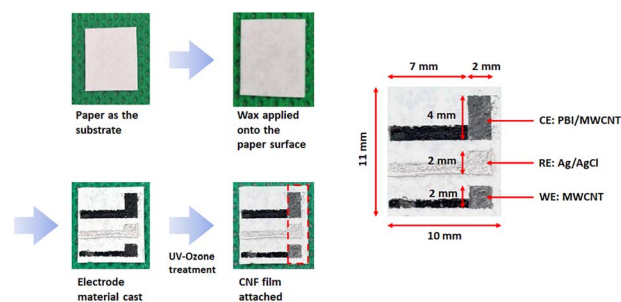 Paper as the
substrate
Wax applied
onto the
paper surface
Electrode
material cast
UV-Ozone
treatment
CNF film
attached
7 mm
2 mm
4 mm
2 mm
2 mm
11 mm
10 mm
CE: PBI/MWCNT
RE: Ag/AgCl
WE: MWCNT